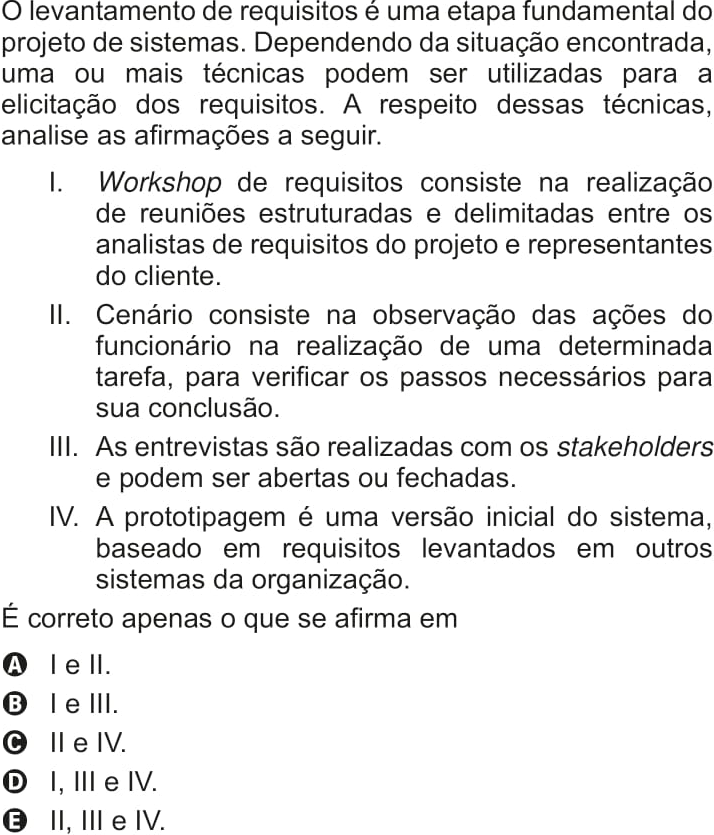 O levantamento de requisitos é uma etapa fundamental do
projeto de sistemas. Dependendo da situação encontrada,
uma ou mais técnicas podem ser utilizadas para a
elicitação dos requisitos. A respeito dessas técnicas,
analise as afirmações a seguir.
I. Workshop de requisitos consiste na realização
de reuniões estruturadas e delimitadas entre os
analistas de requisitos do projeto e representantes
do cliente.
II. Cenário consiste na observação das ações do
funcionário na realização de uma determinada
tarefa, para verificar os passos necessários para
sua conclusão.
III. As entrevistas são realizadas com os stakeholders
e podem ser abertas ou fechadas.
IV. A prototipagem é uma versão inicial do sistema,
baseado em requisitos levantados em outros
sistemas da organização.
É correto apenas o que se afirma em
A I e II.
B I e III.
C II e IV.
D I, III e IV.
E II, III e IV.